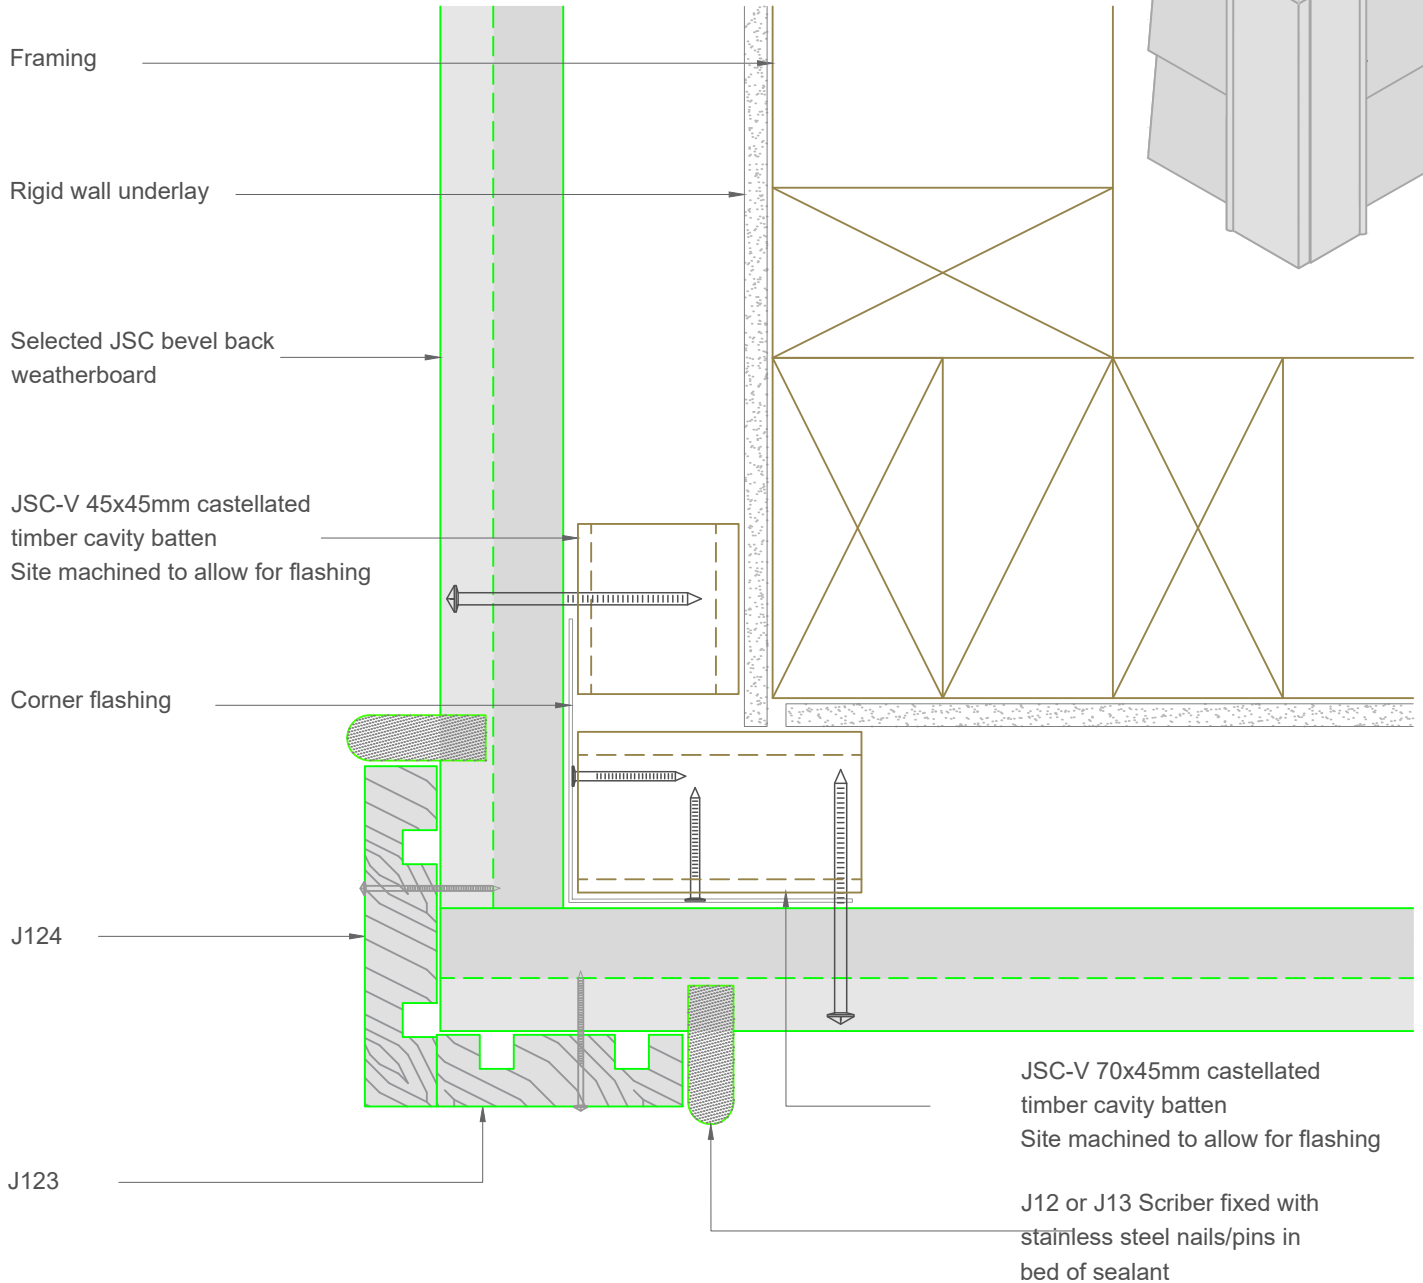 Framing
Rigid wall underlay
Selected JSC bevel back
weatherboard
JSC-V 45x45mm castellated
timber cavity batten
Site machined to allow for flashing
Corner flashing
J124
J123
JSC-V 70x45mm castellated
timber cavity batten
Site machined to allow for flashing
J12 or J13 Scriber fixed with
stainless steel nails/pins in
bed of sealant